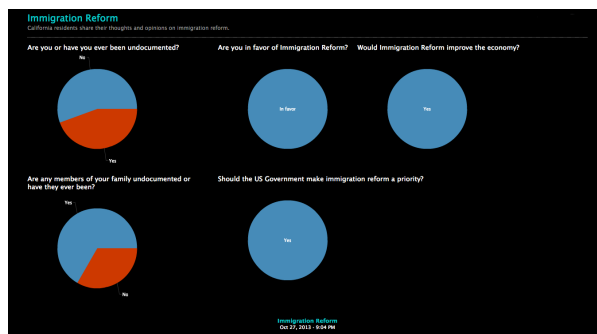 Immigration Reform
California residents share their thoughts and opinions on immigration reform.
Are you or have you ever been undocumented?
No
Yes
Are you in favor of Immigration Reform?
In favor
Would Immigration Reform improve the economy?
Yes
Are any members of your family undocumented or
have they ever been?
Yes
No
Should the US Government make immigration reform a priority?
Yes
Immigration Reform
Oct 27, 2013 - 9:04 PM